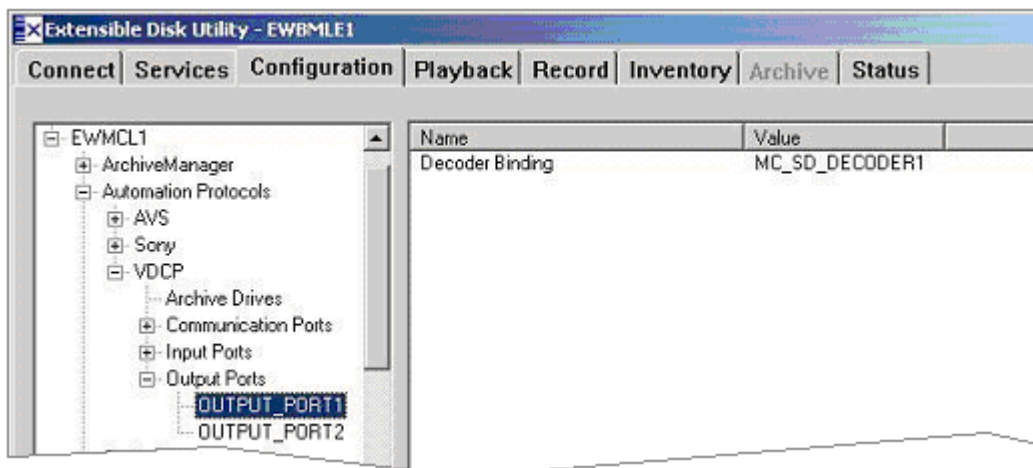 Extensible Disk Utility - EWBMLE1
Connect Services Configuration Playback Record Inventory Archive Status
EWMCL1
ArchiveManager
Automation Protocols
AVS
Sony
VDCP
Archive Drives
Communication Ports
Input Ports
Output Ports
OUTPUT_PORT1
OUTPUT_PORT2
Name Value
Decoder Binding MC_SD_DECODER1